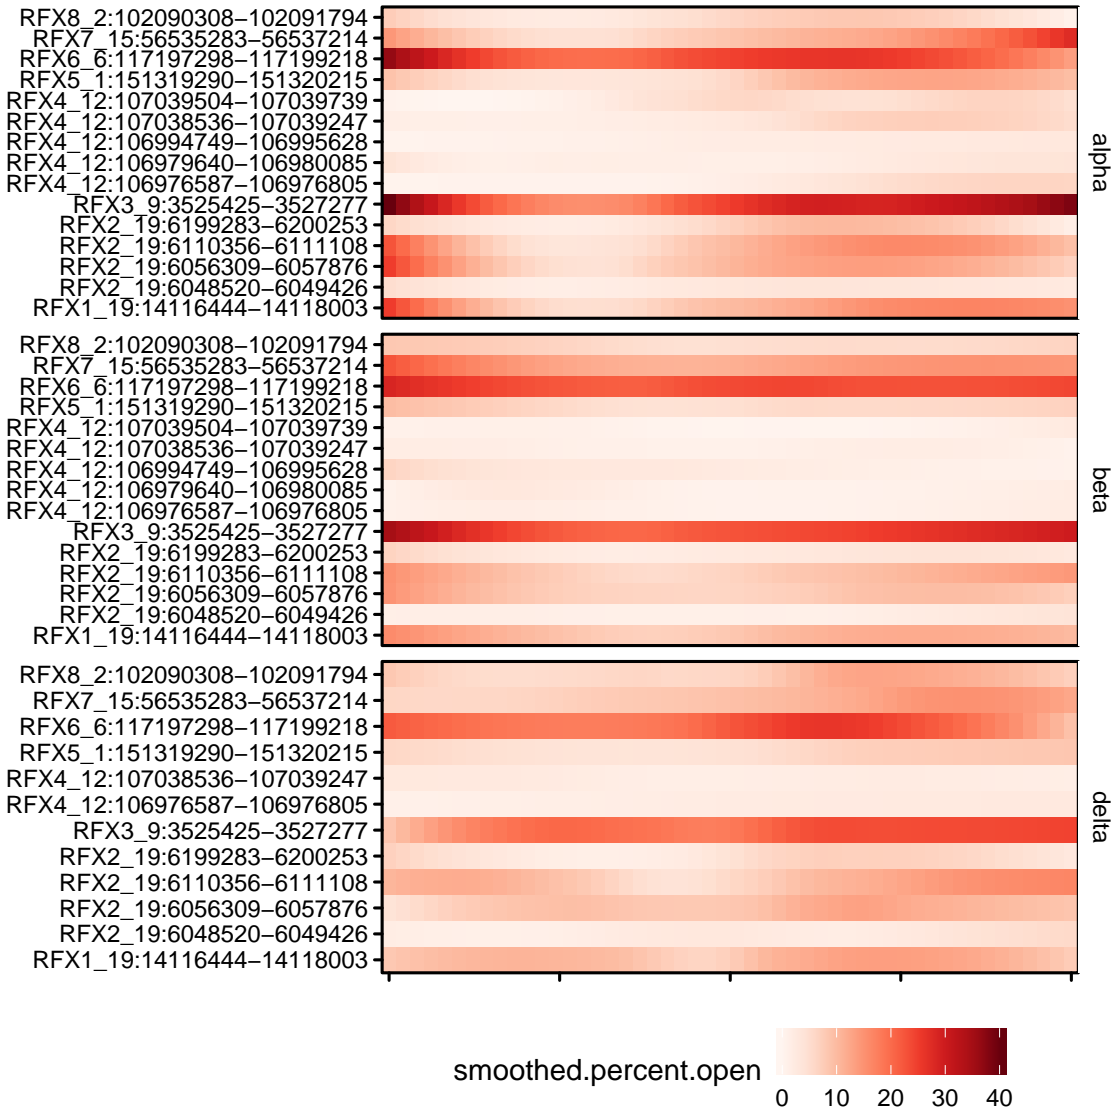 RFX8_2:102090308−102091794
RFX7_15:56535283−56537214
RFX6_6:117197298−117199218
RFX5_1:151319290−151320215
RFX4_12:107039504−107039739
RFX4_12:107038536−107039247
RFX4_12:106994749−106995628
RFX4_12:106979640−106980085
RFX4_12:106976587−106976805
RFX3_9:3525425−3527277
RFX2_19:6199283−6200253
RFX2_19:6110356−6111108
RFX2_19:6056309−6057876
RFX2_19:6048520−6049426
RFX1_19:14116444−14118003
alpha
RFX8_2:102090308−102091794
RFX7_15:56535283−56537214
RFX6_6:117197298−117199218
RFX5_1:151319290−151320215
RFX4_12:107039504−107039739
RFX4_12:107038536−107039247
RFX4_12:106994749−106995628
RFX4_12:106979640−106980085
RFX4_12:106976587−106976805
RFX3_9:3525425−3527277
RFX2_19:6199283−6200253
RFX2_19:6110356−6111108
RFX2_19:6056309−6057876
RFX2_19:6048520−6049426
RFX1_19:14116444−14118003
beta
RFX8_2:102090308−102091794
RFX7_15:56535283−56537214
RFX6_6:117197298−117199218
RFX5_1:151319290−151320215
RFX4_12:107038536−107039247
RFX4_12:106976587−106976805
RFX3_9:3525425−3527277
RFX2_19:6199283−6200253
RFX2_19:6110356−6111108
RFX2_19:6056309−6057876
RFX2_19:6048520−6049426
RFX1_19:14116444−14118003
delta
smoothed.percent.open
0 10 20 30 40